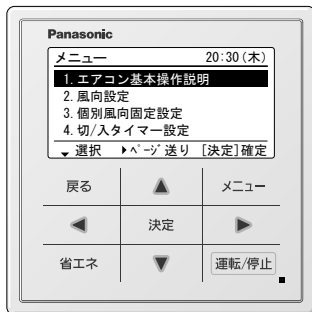 Panasonic
メニュー 20:30(木)
1. エアコン基本操作説明
2. 風向設定
3. 個別風向固定設定
4. 切/入タイマー設定
選択 ▶ページ送り [決定]確定
戻る ▲ メニュー
◀ 決定 ▶
省エネ ▼ 運転/停止